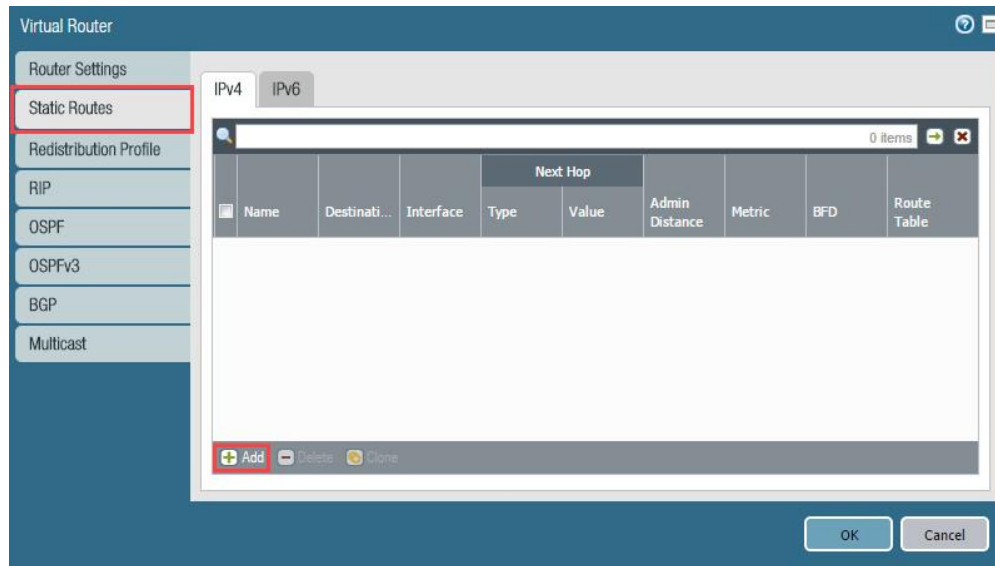 Virtual Router
Router Settings
Static Routes
Redistribution Profile
RIP
OSPF
OSPFv3
BGP
Multicast
IPv4 IPv6
0 items
Next Hop
Name Destinati... Interface Type Value Admin Distance Metric BFD Route Table
Add Delete Clone
OK Cancel